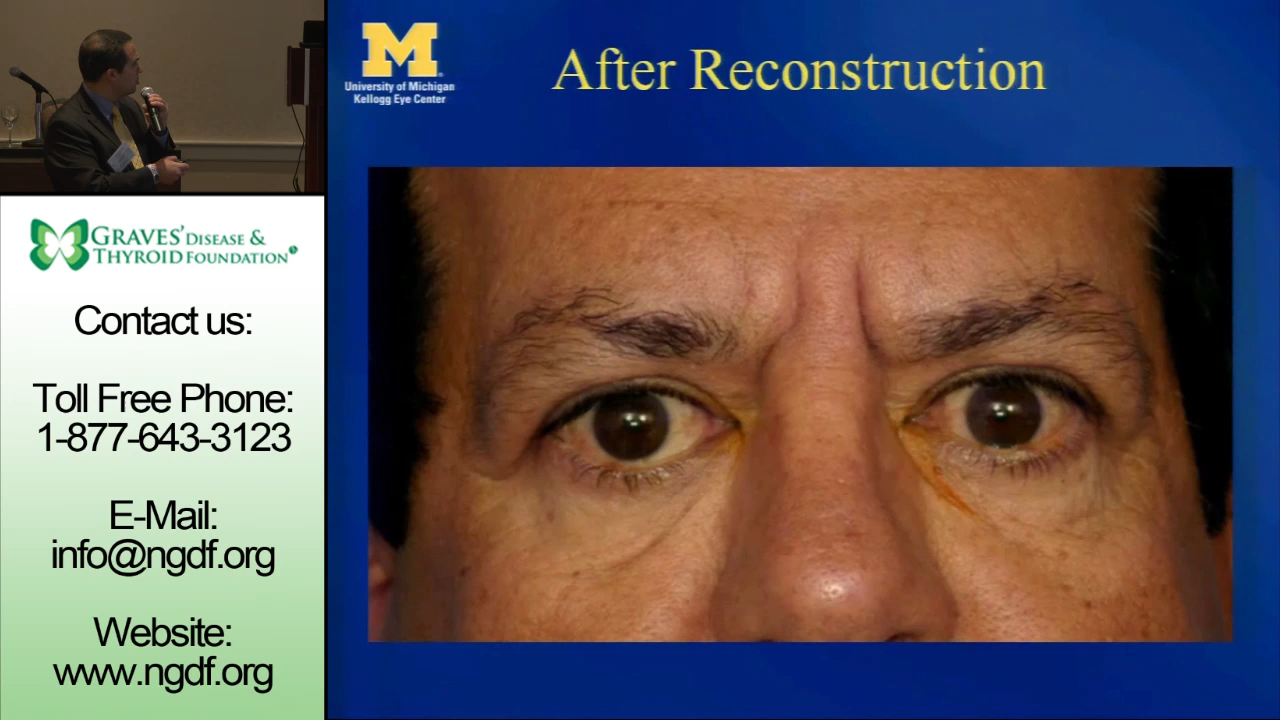 M
University of Michigan
Kellogg Eye Center
After Reconstruction
GRAVES' DISEASE &
THYROID FOUNDATION
Contact us:
Toll Free Phone:
1-877-643-3123
E-Mail:
info@ngdf.org
Website:
www.ngdf.org